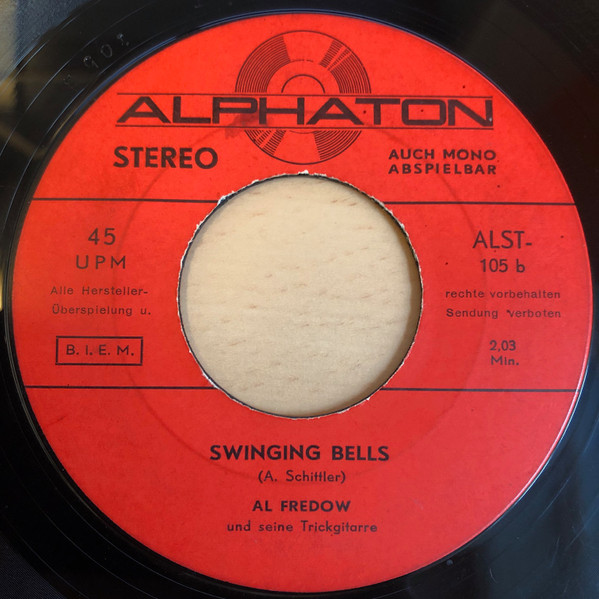 ALPHATON
STEREO
AUCH MONO
ABSPIELBAR
45
UPM
ALST-
105 b
Alle Hersteller-
Überspielung u.
rechte vorbehalten
Sendung verboten
B. I. E. M.
2,03
Min.
SWINGING BELLS
(A. Schittler)
AL FREDOW
und seine Trickgitarre